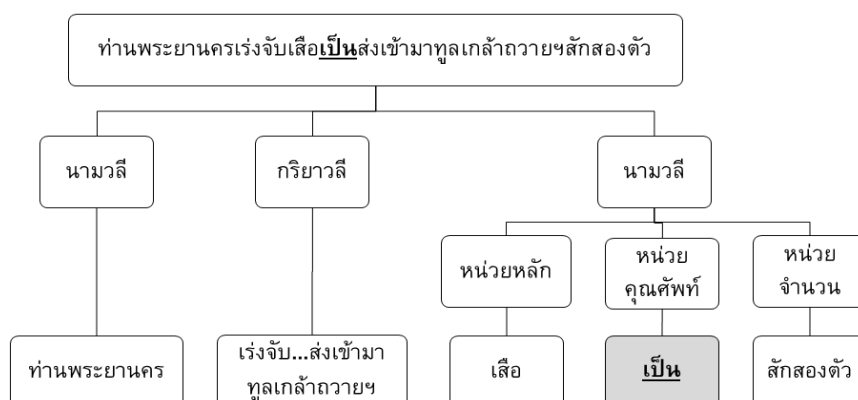 ท่านพระยานครเร่งจับเสือเป็นส่งเข้ามาทูลเกล้าถวายฯสักสองตัว
นามวลี
กริยาวลี
นามวลี
หน่วยหลัก
หน่วย
คุณศัพท์
หน่วย
จำนวน
ท่านพระยานคร
เร่งจับ...ส่งเข้ามา
ทูลเกล้าถวายฯ
เสือ
เป็น
สักสองตัว